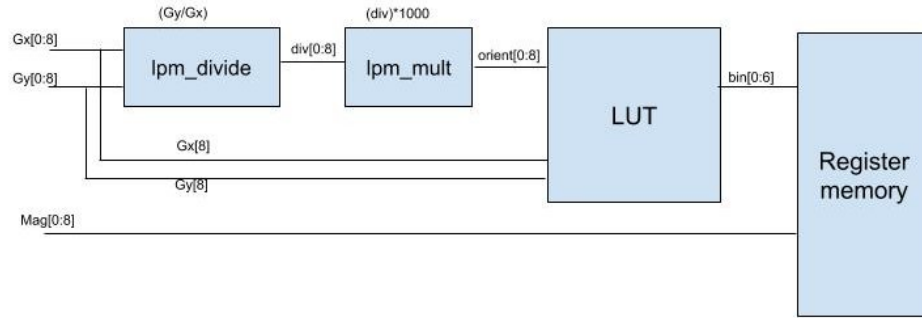 (Gy/Gx)
(div)*1000
Gx[0:8]
Gy[0:8]
lpm_divide
div[0:8]
lpm_mult
orient[0:8]
LUT
bin[0:6]
Register
memory
Gx[8]
Gy[8]
Mag[0:8]